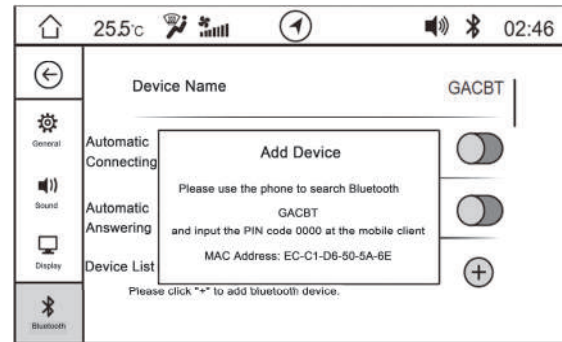 25.5°c
02:46
Device Name GACBT
General
Automatic
Connecting
Add Device
Please use the phone to search Bluetooth
GACBT
and input the PIN code 0000 at the mobile client
MAC Address: EC-C1-D6-50-5A-6E
Sound
Automatic
Answering
Display
Device List
Please click "+" to add bluetooth device.
Bluetooth